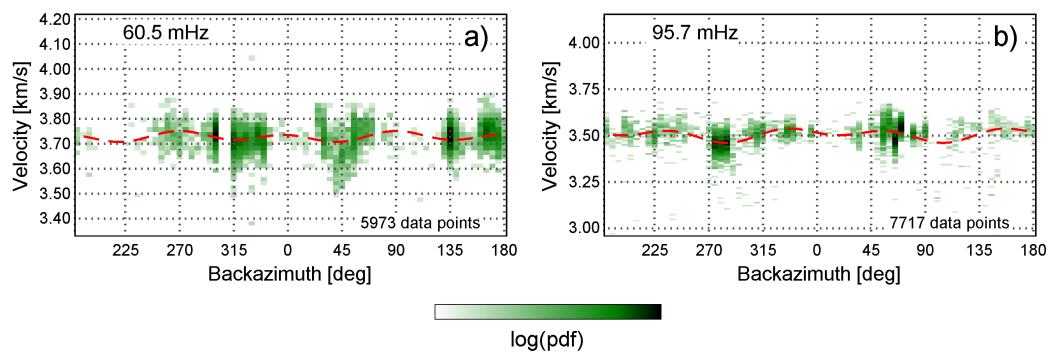 60.5 mHz
a)
4.20
4.10
4.00
3.90
3.80
3.70
3.60
3.50
3.40
Velocity [km/s]
5973 data points
225 270 315 0 45 90 135 180
Backazimuth [deg]
95.7 mHz
b)
4.00
3.75
3.50
3.25
3.00
Velocity [km/s]
7717 data points
225 270 315 0 45 90 135 180
Backazimuth [deg]
log(pdf)